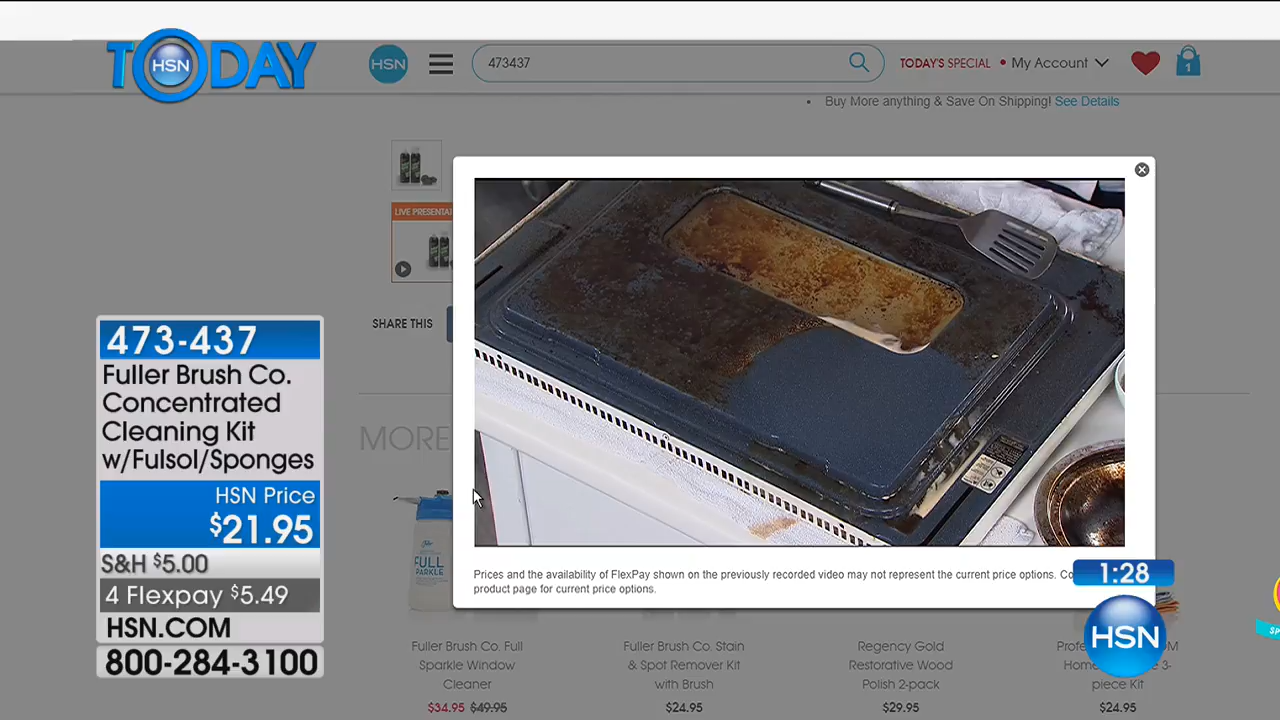 TODAY
HSN
HSN
473437
TODAY'S SPECIAL
My Account
1
• Buy More anything & Save On Shipping! See Details
LIVE PRESENTA
SHARE THIS
MORE
473-437
Fuller Brush Co.
Concentrated
Cleaning Kit
w/Fulsol/Sponges
HSN Price
$21.95
S&H $5.00
4 Flexpay $5.49
HSN.COM
800-284-3100
Prices and the availability of FlexPay shown on the previously recorded video may not represent the current price options. Co
product page for current price options.
1:28
HSN
FULL
PARKLE
Fuller Brush Co. Full
Sparkle Window
Cleaner
$34.95 $49.95
Fuller Brush Co. Stain
& Spot Remover Kit
with Brush
$24.95
Regency Gold
Restorative Wood
Polish 2-pack
$29.95
Profe
M
Home
3-
piece Kit
$24.95